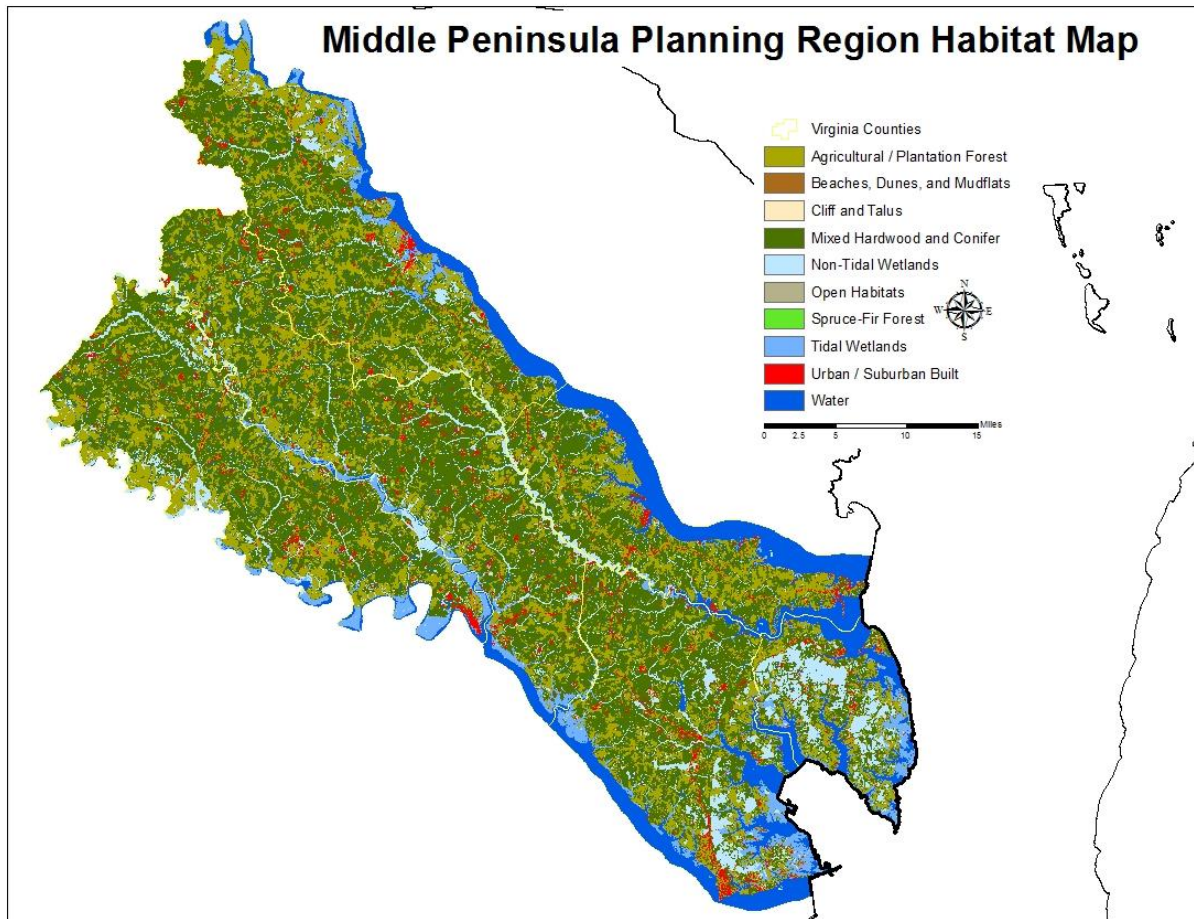 Middle Peninsula Planning Region Habitat Map
Virginia Counties
Agricultural / Plantation Forest
Beaches, Dunes, and Mudflats
Cliff and Talus
Mixed Hardwood and Conifer
Non-Tidal Wetlands
Open Habitats
Spruce-Fir Forest
Tidal Wetlands
Urban / Suburban Built
Water
N
W E
S
Miles
0 2.5 5 10 15